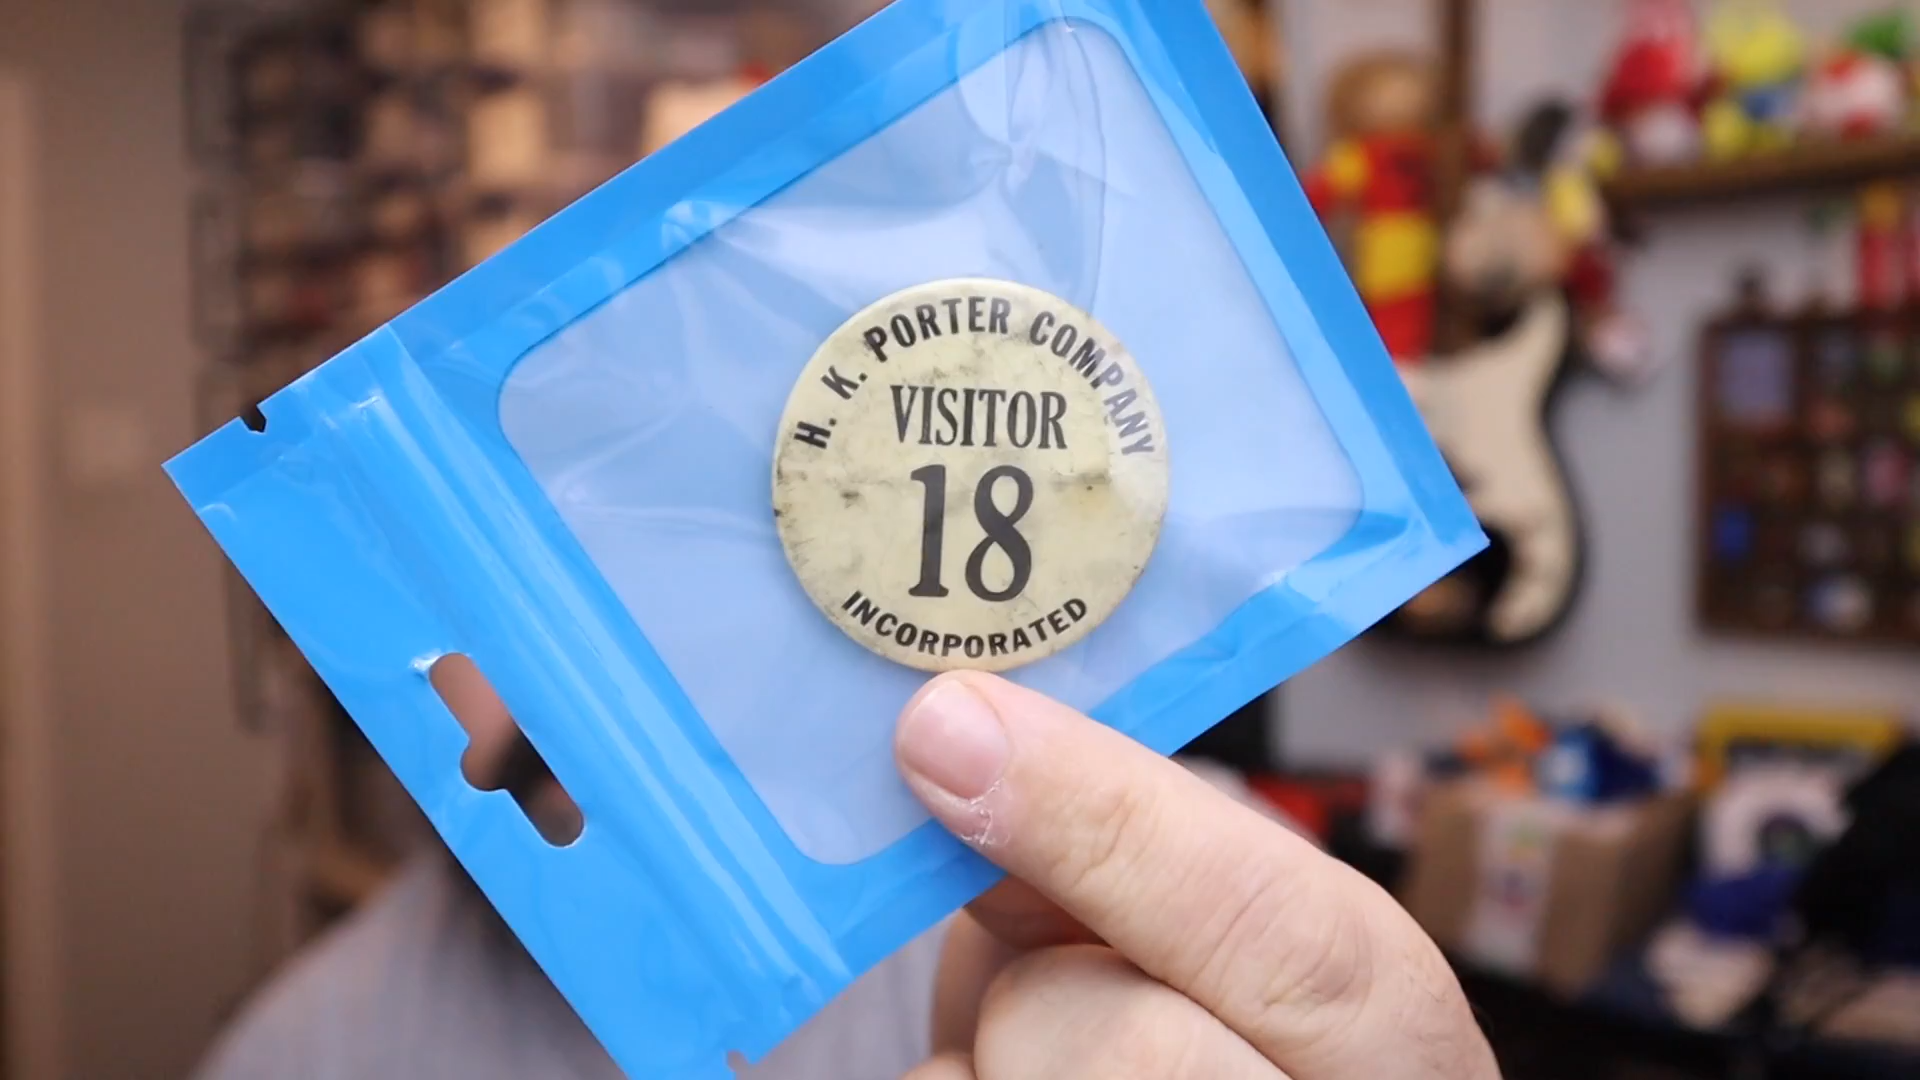 H. K. PORTER COMPANY
VISITOR
18
INCORPORATED